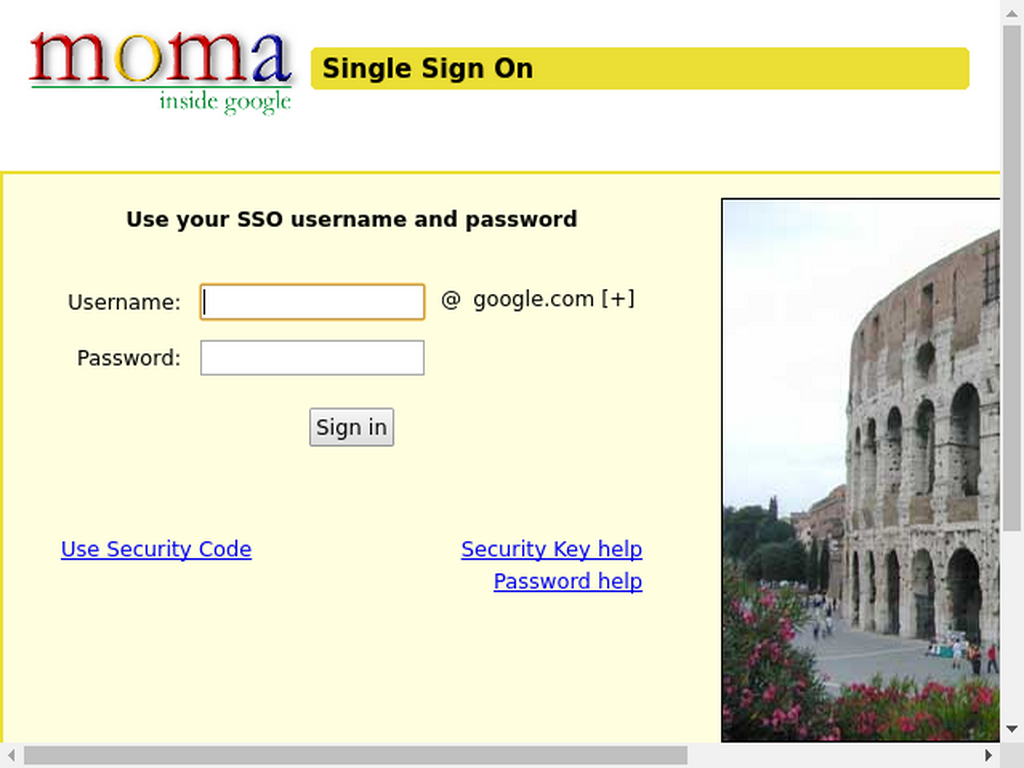 moma
inside google
Single Sign On
Use your SSO username and password
Username: @ google.com [+]
Password:
Sign in
Use Security Code Security Key help
Password help